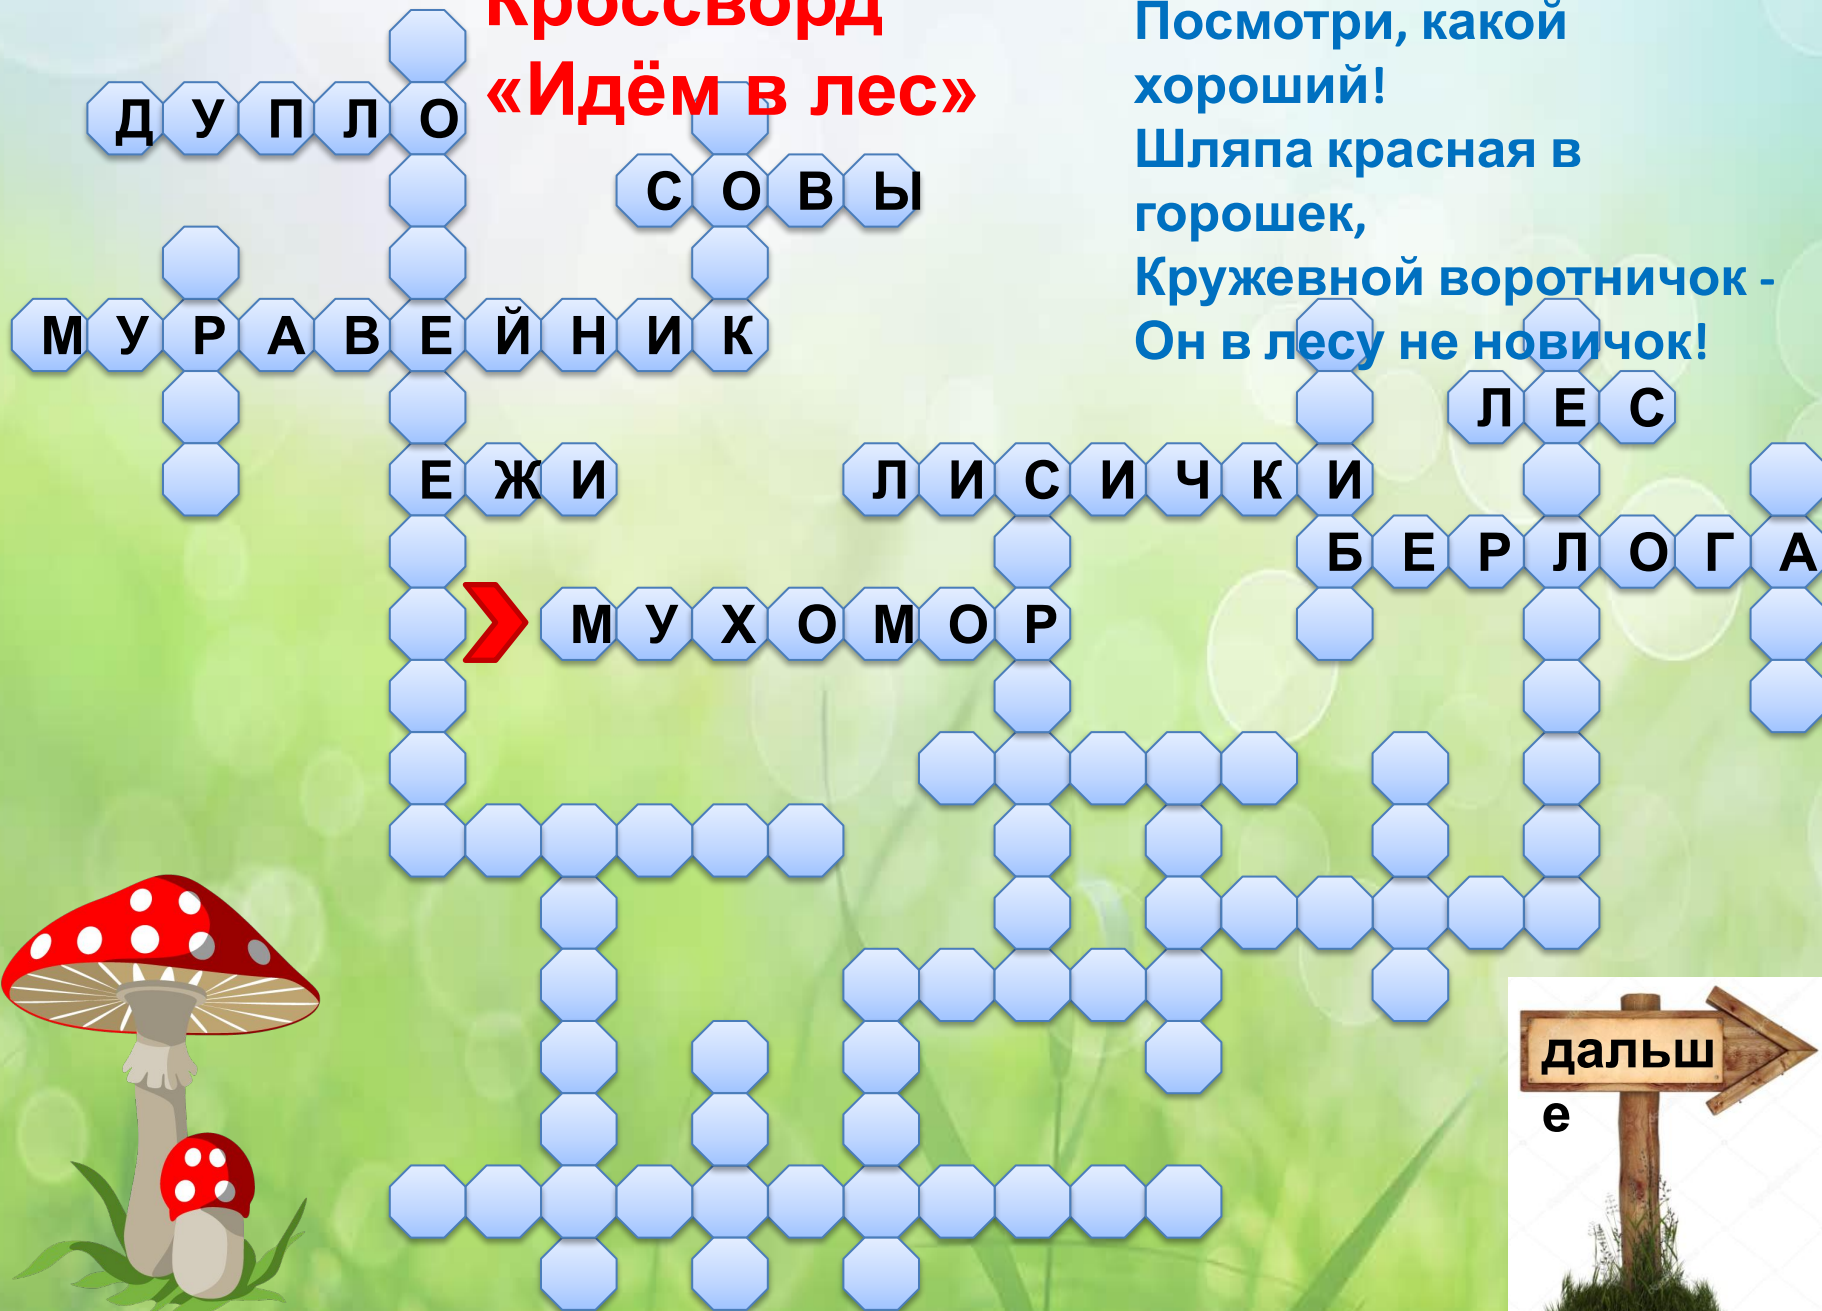 Кроссворд
«Идём в лес»
Посмотри, какой
хороший!
Шляпа красная в
горошек,
Кружевной воротничок -
Он в лесу не новичок!
ДУПЛО
СОВЫ
МУРАВЕЙНИК
ЛЕС
ЕЖИ
ЛИСИЧКИ
БЕРЛОГА
МУХОМОР
дальш
е